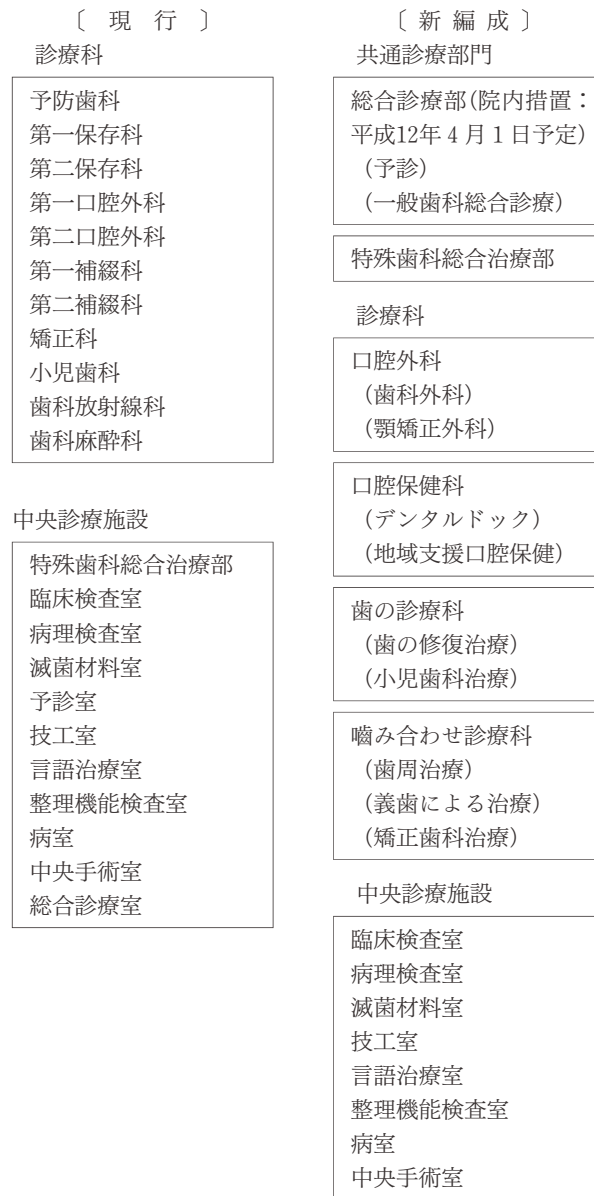 〔 現 行 〕
診療科
予防歯科
第一保存科
第二保存科
第一口腔外科
第二口腔外科
第一補綴科
第二補綴科
矯正科
小児歯科
歯科放射線科
歯科麻酔科
中央診療施設
特殊歯科総合治療部
臨床検査室
病理検査室
滅菌材料室
予診室
技工室
言語治療室
整理機能検査室
病室
中央手術室
総合診療室
〔 新 編 成 〕
共通診療部門
総合診療部(院内措置：
平成12年４月１日予定)
(予診)
(一般歯科総合診療)
特殊歯科総合治療部
診療科
口腔外科
(歯科外科)
(顎矯正外科)
口腔保健科
(デンタルドック)
(地域支援口腔保健)
歯の診療科
(歯の修復治療)
(小児歯科治療)
嚙み合わせ診療科
(歯周治療)
(義歯による治療)
(矯正歯科治療)
中央診療施設
臨床検査室
病理検査室
滅菌材料室
技工室
言語治療室
整理機能検査室
病室
中央手術室